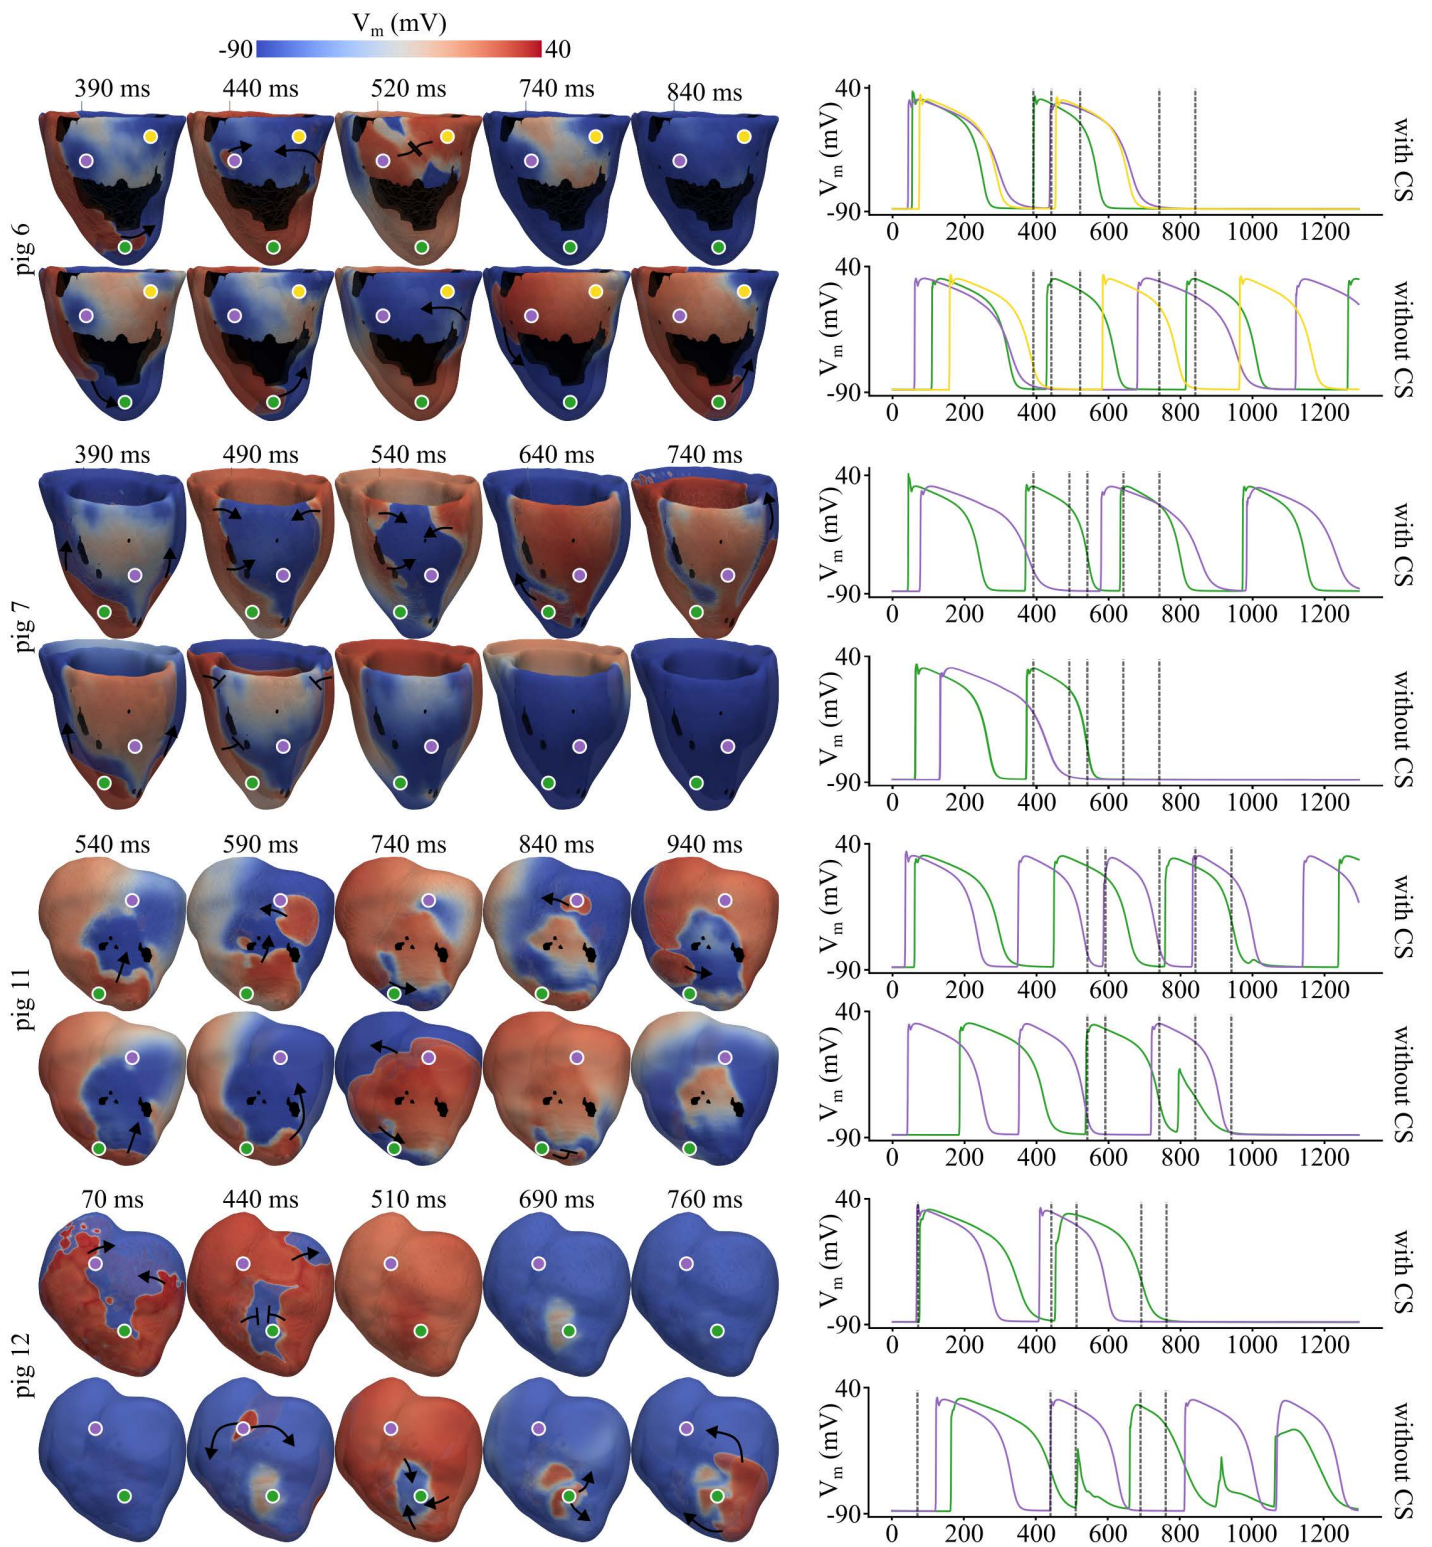 Vm (mV)
-90 40
390 ms 440 ms 520 ms 740 ms 840 ms
pig 6
40
Vm (mV)
-90
0 200 400 600 800 1000 1200
with CS
40
Vm (mV)
-90
0 200 400 600 800 1000 1200
without CS
390 ms 490 ms 540 ms 640 ms 740 ms
pig 7
40
Vm (mV)
-90
0 200 400 600 800 1000 1200
with CS
40
Vm (mV)
-90
0 200 400 600 800 1000 1200
without CS
540 ms 590 ms 740 ms 840 ms 940 ms
pig 11
40
Vm (mV)
-90
0 200 400 600 800 1000 1200
with CS
40
Vm (mV)
-90
0 200 400 600 800 1000 1200
without CS
70 ms 440 ms 510 ms 690 ms 760 ms
pig 12
40
Vm (mV)
-90
0 200 400 600 800 1000 1200
with CS
40
Vm (mV)
-90
0 200 400 600 800 1000 1200
without CS